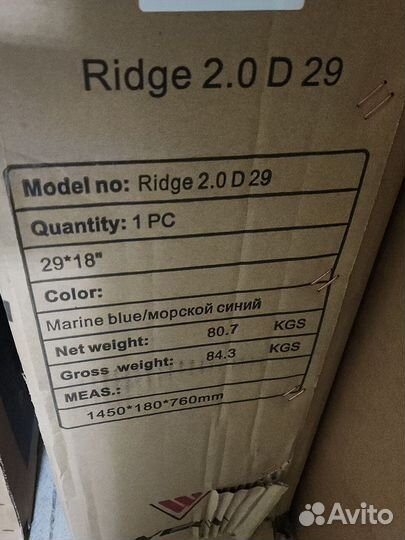 Ridge 2.0 D 29
Model no: Ridge 2.0 D 29
Quantity: 1 PC
29*18"
Color:
Marine blue/морской синий
Net weight: 80.7 KGS
Gross weight: 84.3 KGS
MEAS.:
1450*180*760mm
Avito